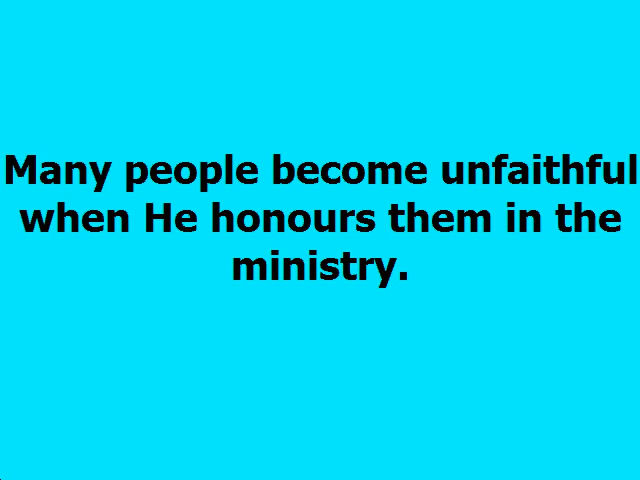 Many people become unfaithful
when He honours them in the
ministry.